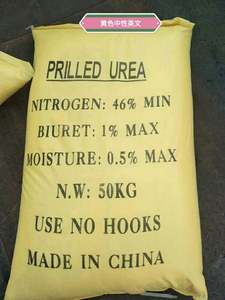 黄色中性英文
PRILLED UREA
NITROGEN: 46% MIN
BIURET: 1% MAX
MOISTURE: 0.5% MAX
N.W: 50KG
USE NO HOOKS
MADE IN CHINA